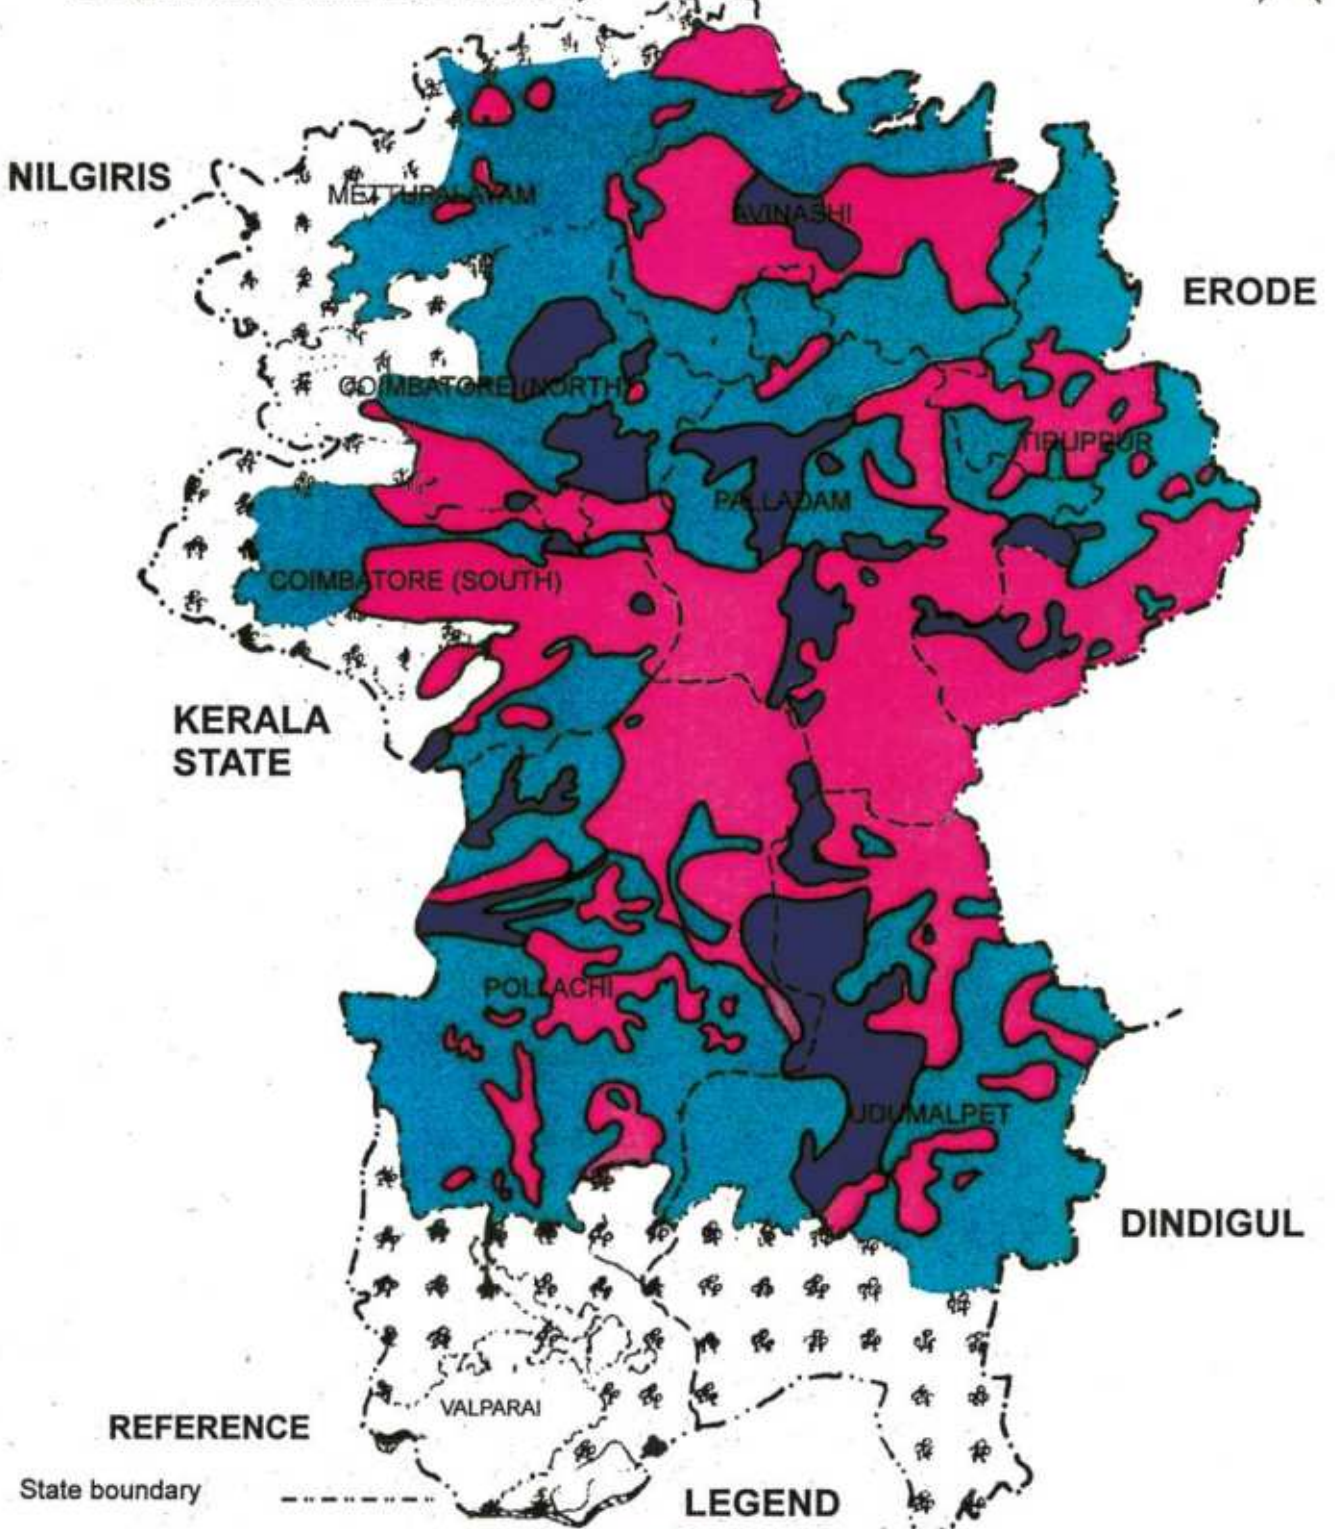 NILGIRIS
METTUPALAYAM
AVINASHI
ERODE
COIMBATORE (NORTH)
TIRUPPUR
PALLADAM
COIMBATORE (SOUTH)
KERALA
STATE
POLLACHI
UDUMALPET
DINDIGUL
VALPARAI
REFERENCE
State boundary
LEGEND